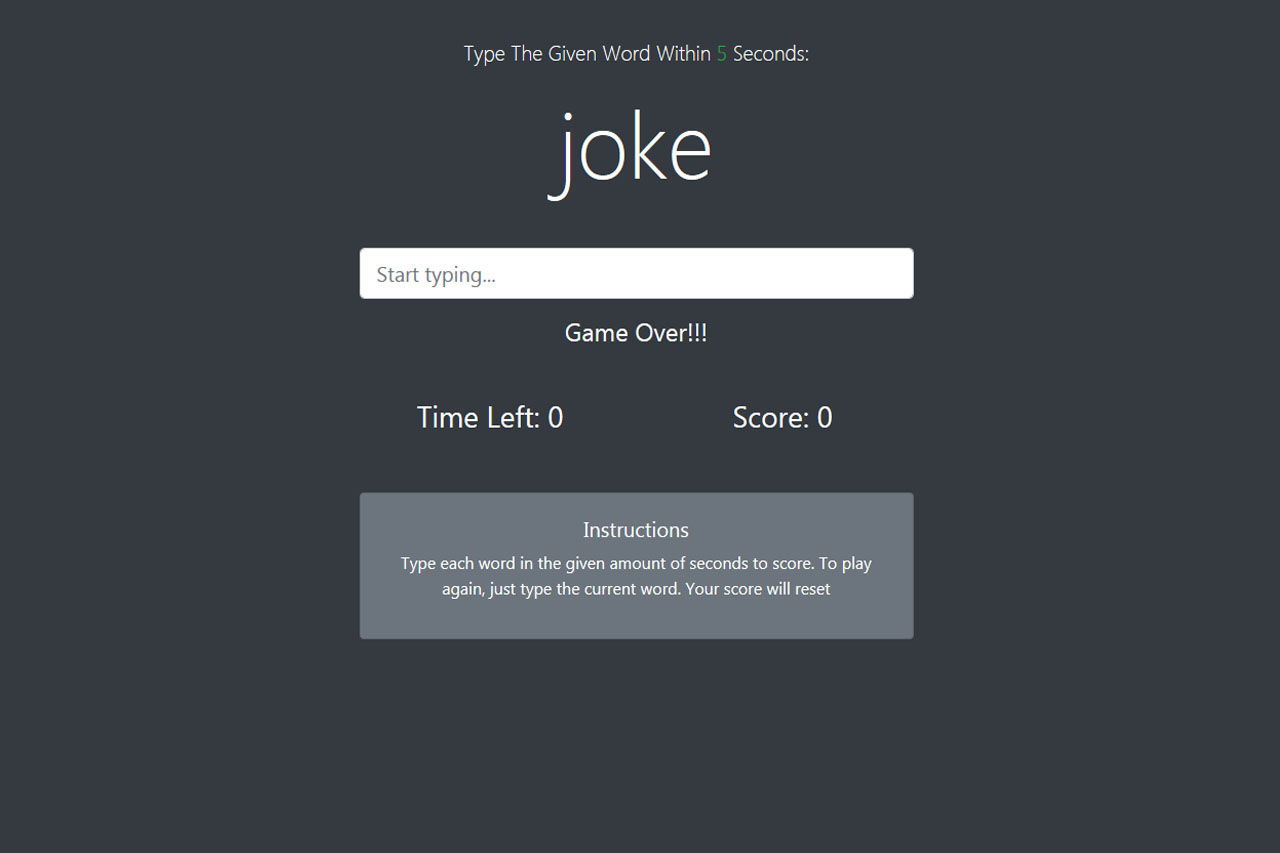 Type The Given Word Within 5 Seconds:
joke
Start typing...
Game Over!!!
Time Left: 0
Score: 0
Instructions
Type each word in the given amount of seconds to score. To play
again, just type the current word. Your score will reset